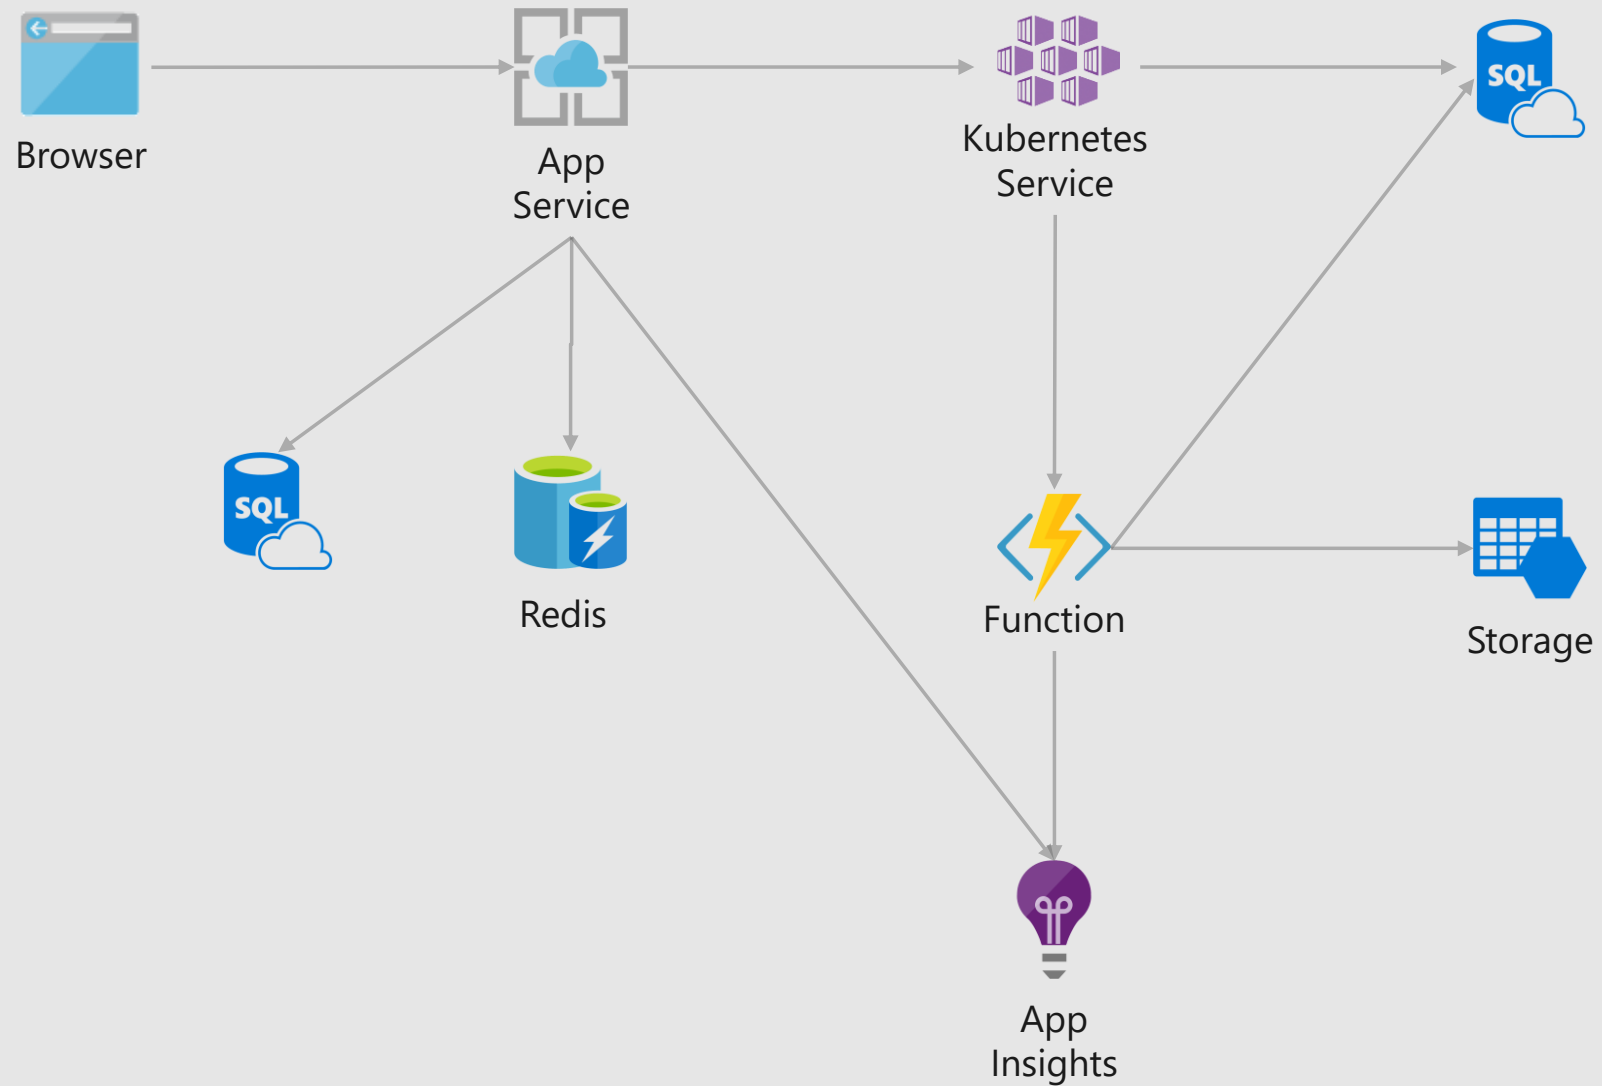 Browser
App
Service
Kubernetes
Service
SQL
SQL
Redis
Function
Storage
App
Insights